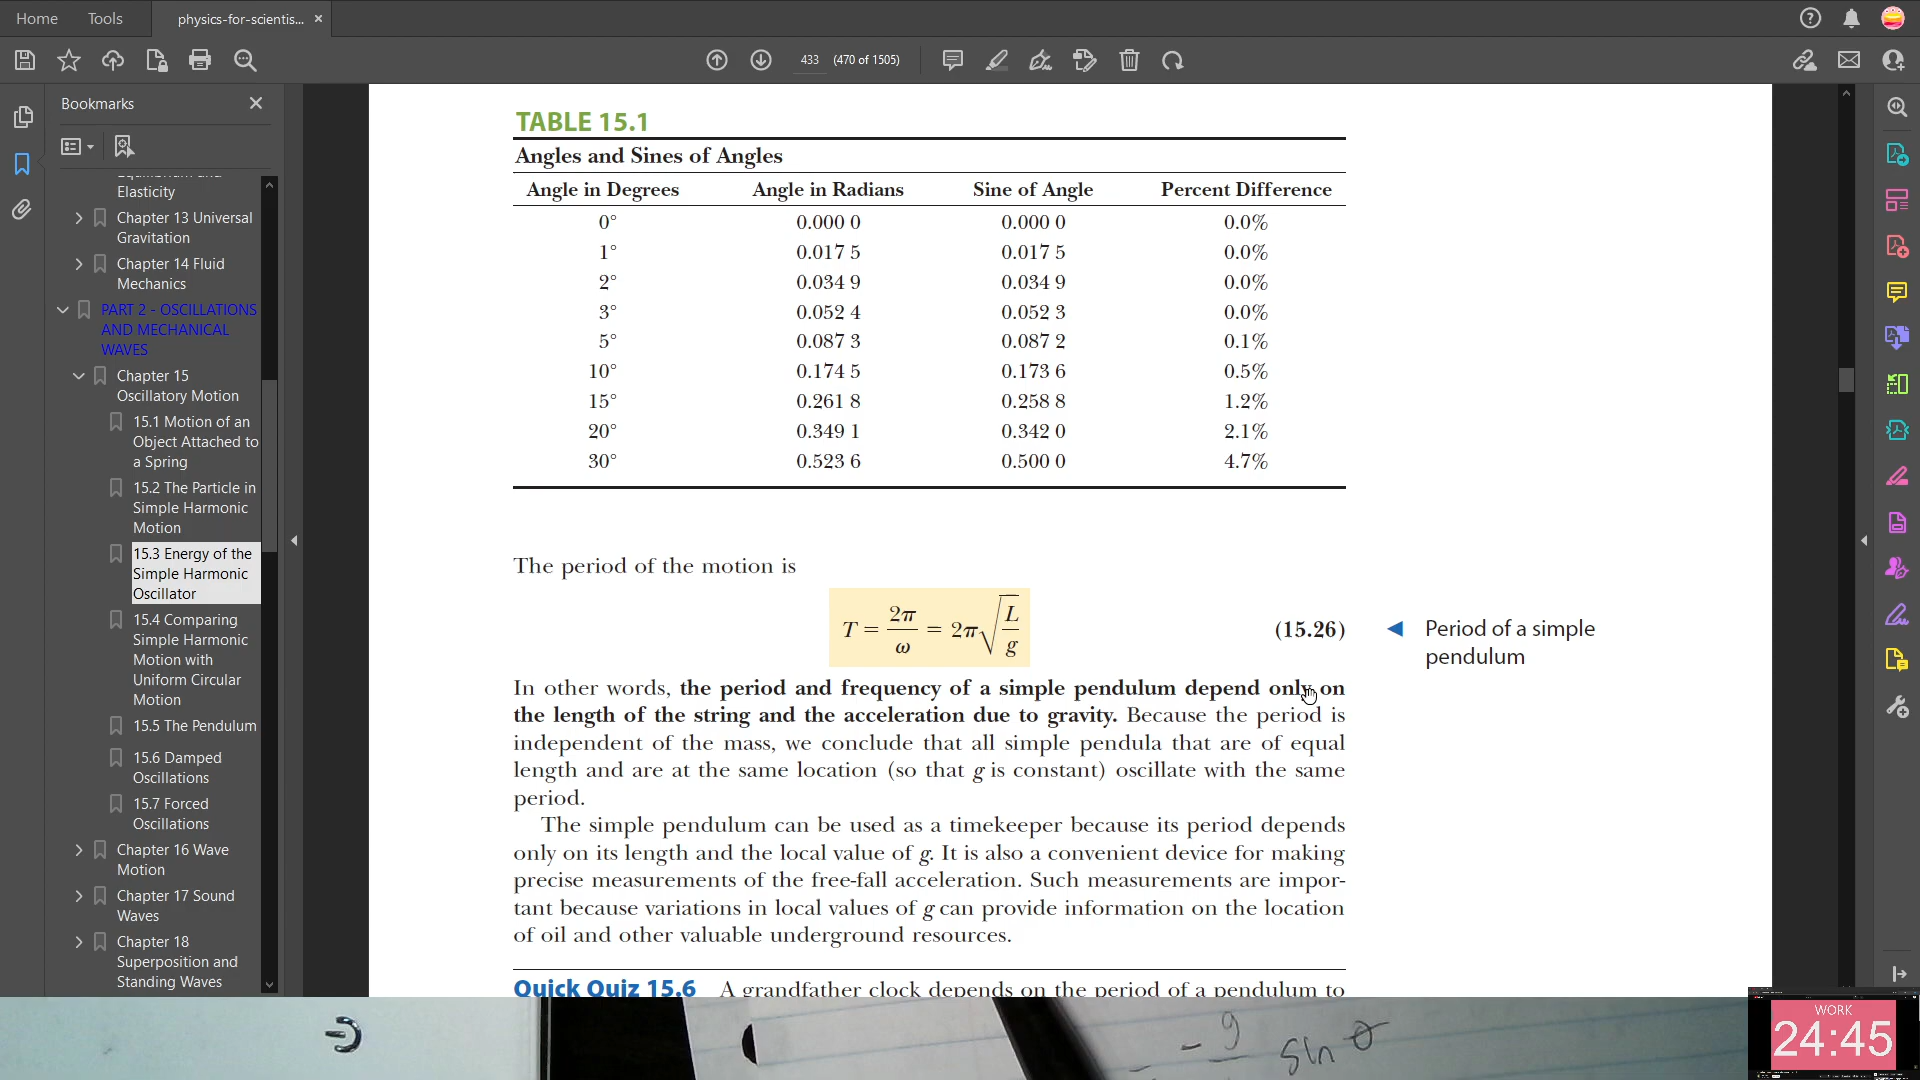 Home Tools physics-for-scientis... ×
433 (470 of 1505)
Bookmarks ×
Elasticity
Chapter 13 Universal
Gravitation
Chapter 14 Fluid
Mechanics
PART 2 - OSCILLATIONS
AND MECHANICAL
WAVES
Chapter 15
Oscillatory Motion
15.1 Motion of an
Object Attached to
a Spring
15.2 The Particle in
Simple Harmonic
Motion
15.3 Energy of the
Simple Harmonic
Oscillator
15.4 Comparing
Simple Harmonic
Motion with
Uniform Circular
Motion
15.5 The Pendulum
15.6 Damped
Oscillations
15.7 Forced
Oscillations
Chapter 16 Wave
Motion
Chapter 17 Sound
Waves
Chapter 18
Superposition and
Standing Waves
TABLE 15.1
Angles and Sines of Angles
Angle in Degrees Angle in Radians Sine of Angle Percent Difference
0° 0.000 0 0.000 0 0.0%
1° 0.017 5 0.017 5 0.0%
2° 0.034 9 0.034 9 0.0%
3° 0.052 4 0.052 3 0.0%
5° 0.087 3 0.087 2 0.1%
10° 0.174 5 0.173 6 0.5%
15° 0.261 8 0.258 8 1.2%
20° 0.349 1 0.342 0 2.1%
30° 0.523 6 0.500 0 4.7%
The period of the motion is
T = 2π/ω = 2π√(L/g) (15.26)
Period of a simple
pendulum
In other words, the period and frequency of a simple pendulum depend only on
the length of the string and the acceleration due to gravity. Because the period is
independent of the mass, we conclude that all simple pendula that are of equal
length and are at the same location (so that g is constant) oscillate with the same
period.
The simple pendulum can be used as a timekeeper because its period depends
only on its length and the local value of g. It is also a convenient device for making
precise measurements of the free-fall acceleration. Such measurements are impor-
tant because variations in local values of g can provide information on the location
of oil and other valuable underground resources.
Quick Quiz 15.6 A grandfather clock depends on the period of a pendulum to
- g sin θ
WORK
24:45